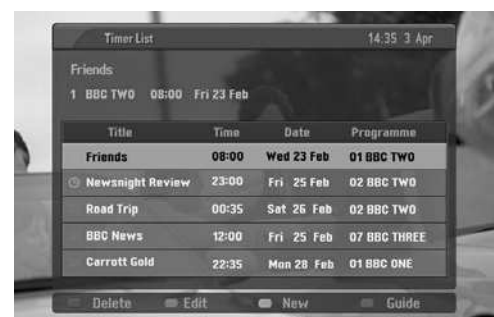 Timer List 14:35 3 Apr
Friends
1 BBC TWO 08:00 Fri 23 Feb
Title Time Date Programme
Friends 08:00 Wed 23 Feb 01 BBC TWO
Newsnight Review 23:00 Fri 25 Feb 02 BBC TWO
Road Trip 00:35 Sat 26 Feb 02 BBC TWO
BBC News 12:00 Fri 25 Feb 07 BBC THREE
Carrott Gold 22:35 Mon 28 Feb 01 BBC ONE
Delete Edit New Guide